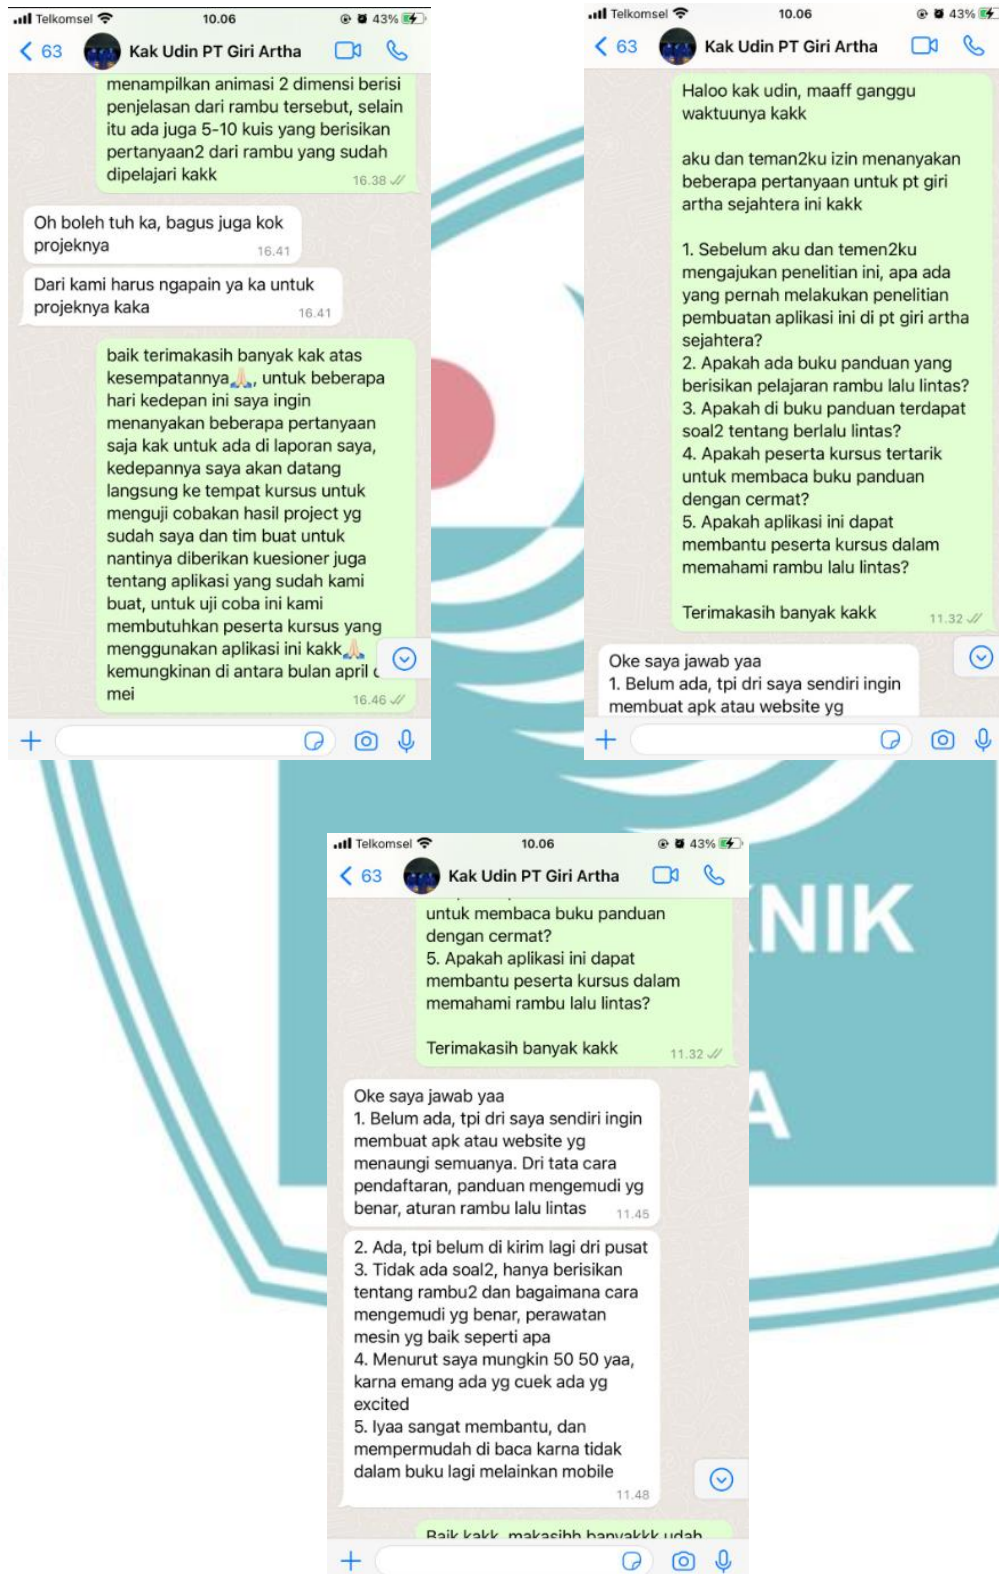 Telkomsel
10.06
43%
63
Kak Udin PT Giri Artha
menampilkan animasi 2 dimensi berisi
penjelasan dari rambu tersebut, selain
itu ada juga 5-10 kuis yang berisikan
pertanyaan2 dari rambu yang sudah
dipelajari kakk
16.38
Oh boleh tuh ka, bagus juga kok
projeknya
16.41
Dari kami harus ngapain ya ka untuk
projeknya kaka
16.41
baik terimakasih banyak kak atas
kesempatannya🙏🏻, untuk beberapa
hari kedepan ini saya ingin
menanyakan beberapa pertanyaan
saja kak untuk ada di laporan saya,
kedepannya saya akan datang
langsung ke tempat kursus untuk
menguji cobakan hasil project yg
sudah saya dan tim buat untuk
nantinya diberikan kuesioner juga
tentang aplikasi yang sudah kami
buat, untuk uji coba ini kami
membutuhkan peserta kursus yang
menggunakan aplikasi ini kakk🙏🏻
kemungkinan di antara bulan april
mei
16.46
Telkomsel
10.06
43%
63
Kak Udin PT Giri Artha
Haloo kak udin, maaff ganggu
waktuunya kakk
aku dan teman2ku izin menanyakan
beberapa pertanyaan untuk pt giri
artha sejahtera ini kakk
1. Sebelum aku dan temen2ku
mengajukan penelitian ini, apa ada
yang pernah melakukan penelitian
pembuatan aplikasi ini di pt giri artha
sejahtera?
2. Apakah ada buku panduan yang
berisikan pelajaran rambu lalu lintas?
3. Apakah di buku panduan terdapat
soal2 tentang berlalu lintas?
4. Apakah peserta kursus tertarik
untuk membaca buku panduan
dengan cermat?
5. Apakah aplikasi ini dapat
membantu peserta kursus dalam
memahami rambu lalu lintas?
Terimakasih banyak kakk
11.32
Oke saya jawab yaa
1. Belum ada, tpi dri saya sendiri ingin
membuat apk atau website yg
Telkomsel
10.06
43%
63
Kak Udin PT Giri Artha
untuk membaca buku panduan
dengan cermat?
5. Apakah aplikasi ini dapat
membantu peserta kursus dalam
memahami rambu lalu lintas?
Terimakasih banyak kakk
11.32
Oke saya jawab yaa
1. Belum ada, tpi dri saya sendiri ingin
membuat apk atau website yg
menaungi semuanya. Dri tata cara
pendaftaran, panduan mengemudi yg
benar, aturan rambu lalu lintas
11.45
2. Ada, tpi belum di kirim lagi dri pusat
3. Tidak ada soal2, hanya berisikan
tentang rambu2 dan bagaimana cara
mengemudi yg benar, perawatan
mesin yg baik seperti apa
4. Menurut saya mungkin 50 50 yaa,
karna emang ada yg cuek ada yg
excited
5. Iyaa sangat membantu, dan
mempermudah di baca karna tidak
dalam buku lagi melainkan mobile
11.48
Baik kakk, makasihh banyakkk udah
NIK
A